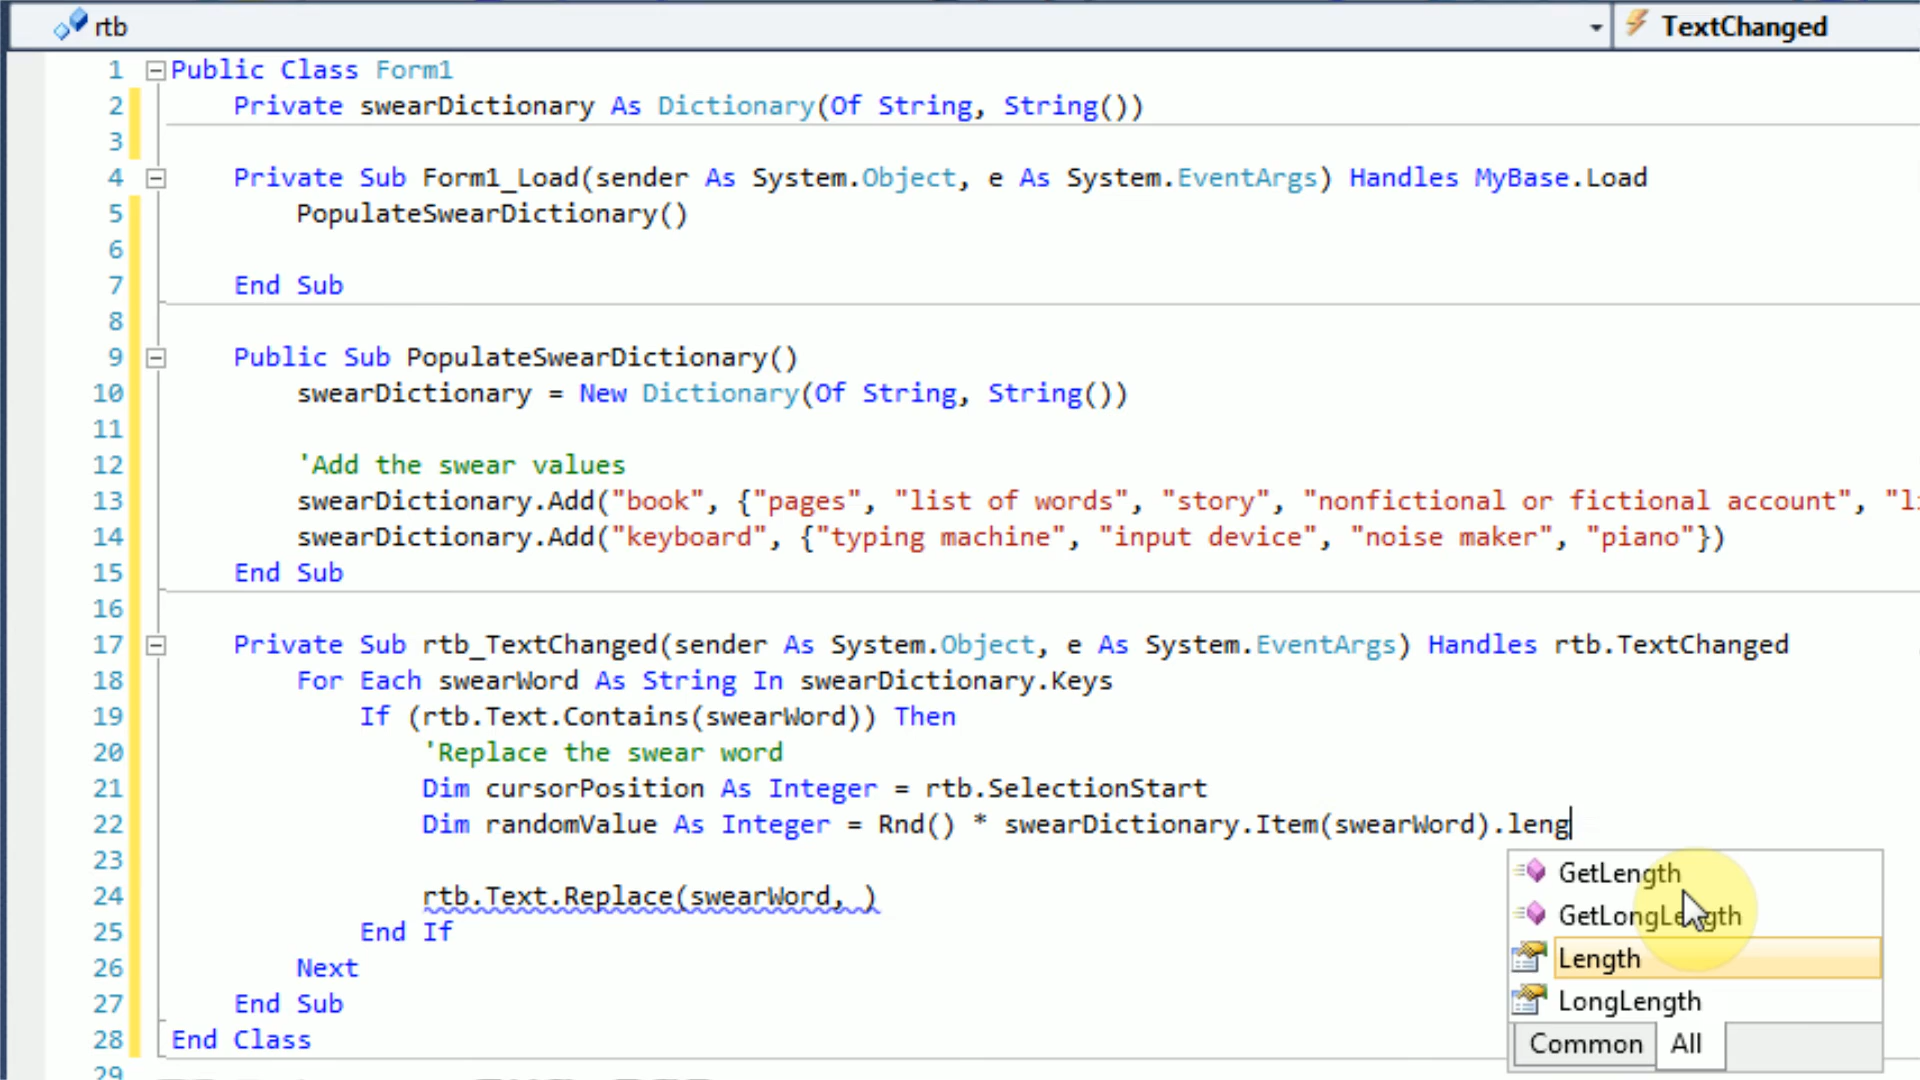 rtb TextChanged
1 Public Class Form1
2 Private swearDictionary As Dictionary(Of String, String())
3
4 Private Sub Form1_Load(sender As System.Object, e As System.EventArgs) Handles MyBase.Load
5 PopulateSwearDictionary()
6
7 End Sub
8
9 Public Sub PopulateSwearDictionary()
10 swearDictionary = New Dictionary(Of String, String())
11
12 'Add the swear values
13 swearDictionary.Add("book", {"pages", "list of words", "story", "nonfictional or fictional account", "li
14 swearDictionary.Add("keyboard", {"typing machine", "input device", "noise maker", "piano"})
15 End Sub
16
17 Private Sub rtb_TextChanged(sender As System.Object, e As System.EventArgs) Handles rtb.TextChanged
18 For Each swearWord As String In swearDictionary.Keys
19 If (rtb.Text.Contains(swearWord)) Then
20 'Replace the swear word
21 Dim cursorPosition As Integer = rtb.SelectionStart
22 Dim randomValue As Integer = Rnd() * swearDictionary.Item(swearWord).leng
23
GetLength
24 rtb.Text.Replace(swearWord, )
GetLongLength
25 End If
Length
26 Next
LongLength
27 End Sub
28 End Class
Common All
29